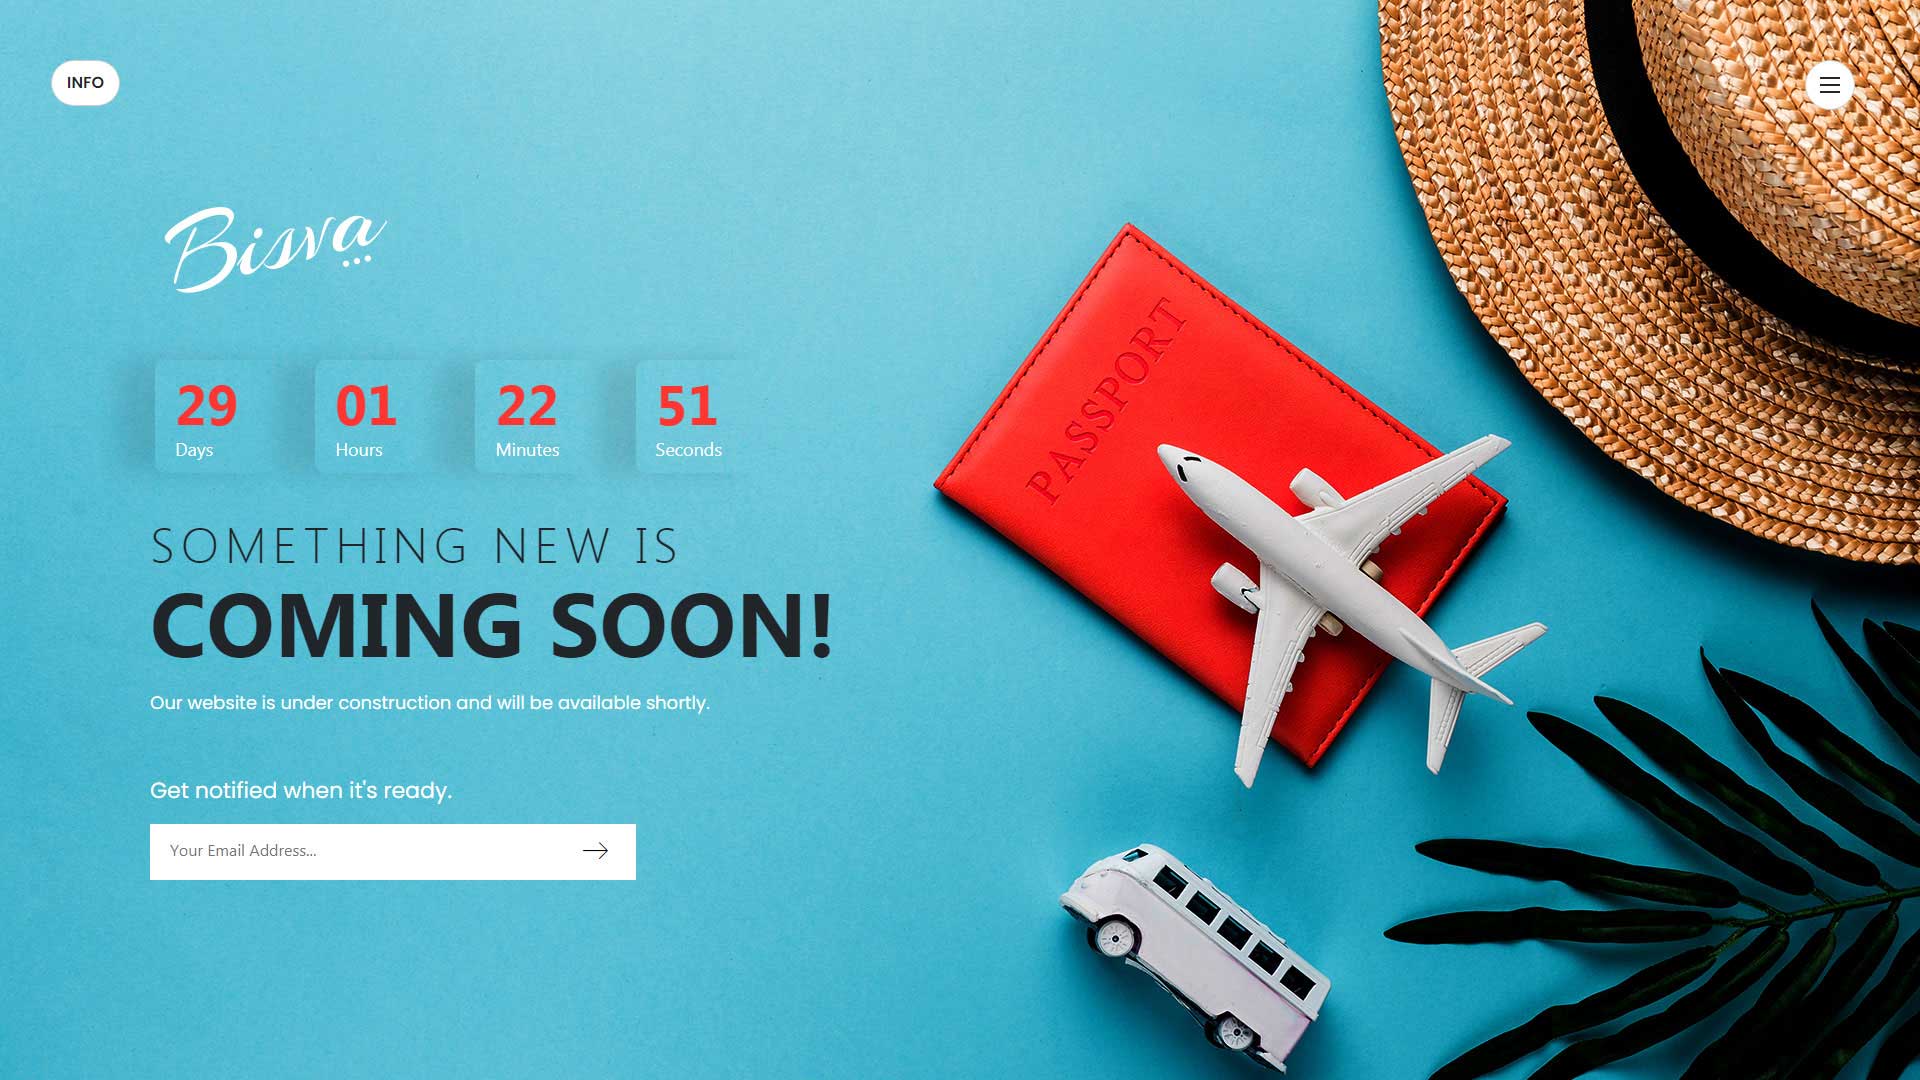 INFO
Bisva...
29 01 22 51
Days Hours Minutes Seconds
SOMETHING NEW IS
COMING SOON!
Our website is under construction and will be available shortly.
Get notified when it's ready.
Your Email Address...
PASSPORT